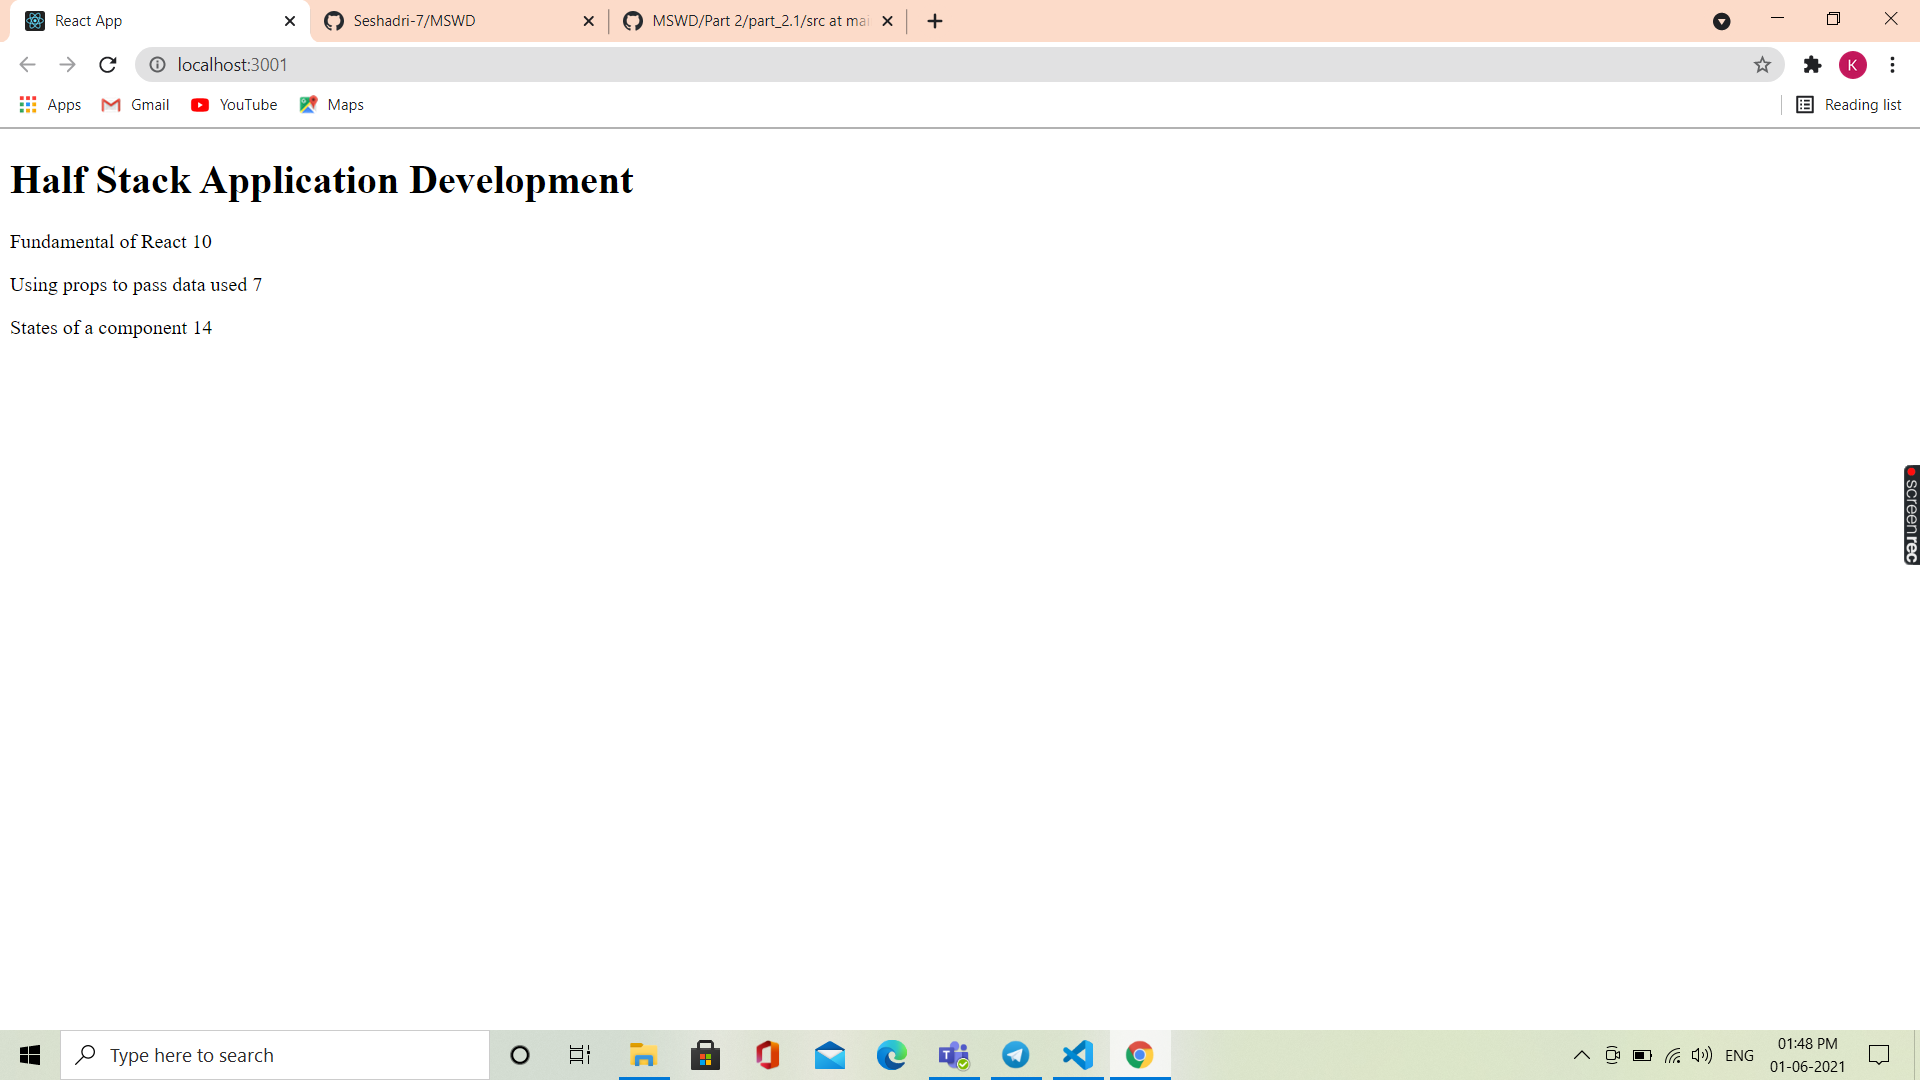 React App
Seshadri-7/MSWD
MSWD/Part 2/part_2.1/src at mai
localhost:3001
K
Apps
Gmail
YouTube
Maps
Reading list
Half Stack Application Development
Fundamental of React 10
Using props to pass data used 7
States of a component 14
screenrec
Type here to search
ENG
01:48 PM
01-06-2021